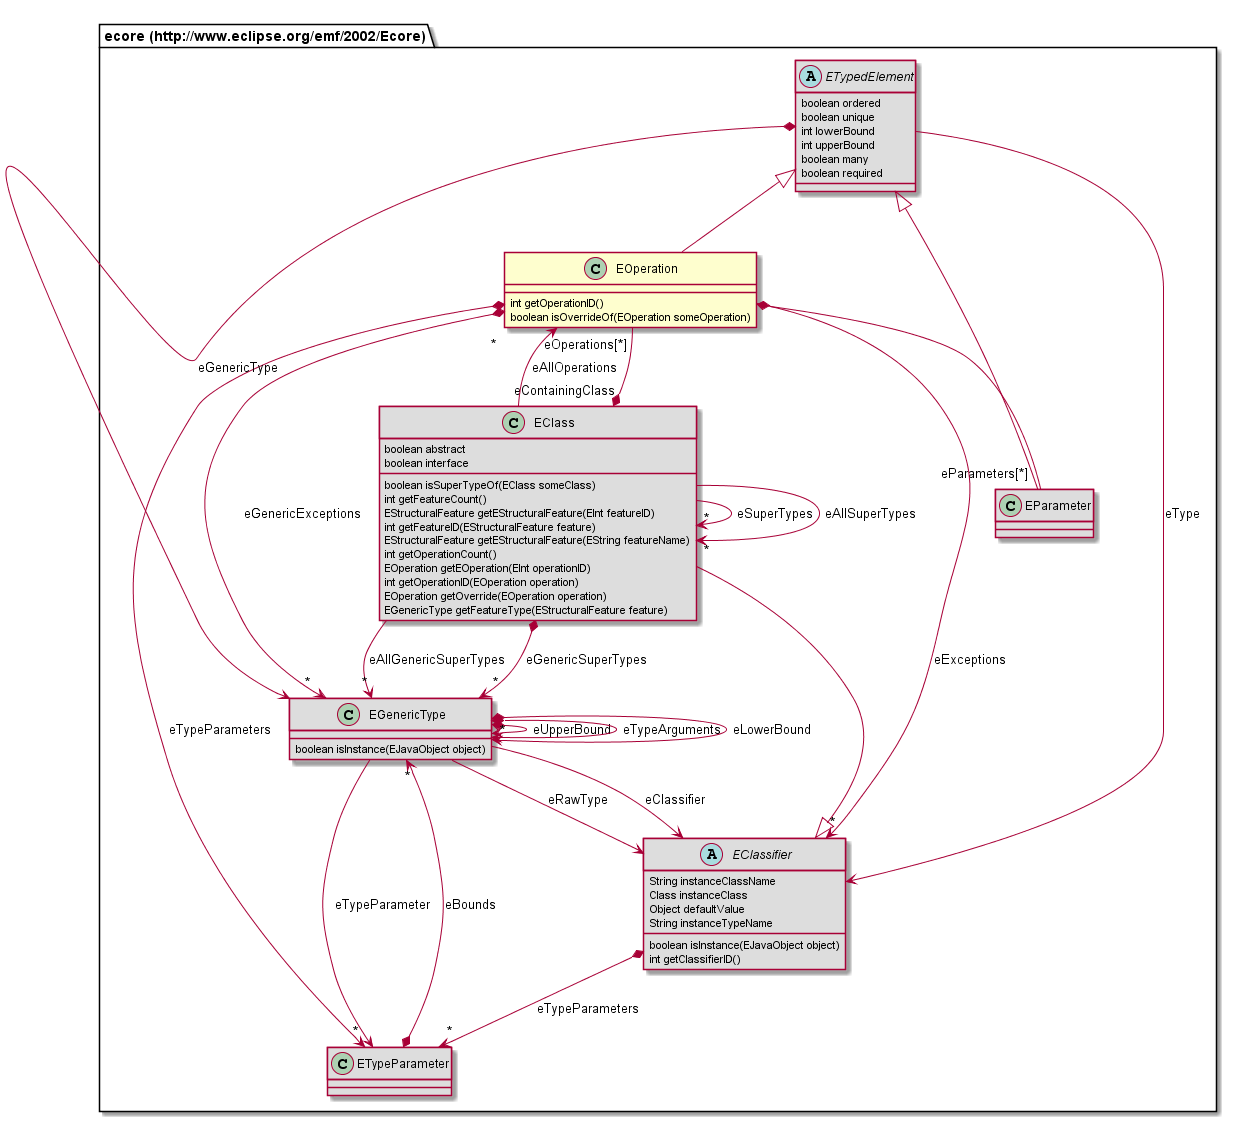 ecore (http://www.eclipse.org/emf/2002/Ecore)
A ETypedElement
boolean ordered
boolean unique
int lowerBound
int upperBound
boolean many
boolean required
C EOperation
int getOperationID()
boolean isOverrideOf(EOperation someOperation)
* eOperations[*]
eGenericType
eAllOperations
eContainingClass
C EClass
boolean abstract
boolean interface
boolean isSuperTypeOf(EClass someClass)
int getFeatureCount()
EStructuralFeature getEStructuralFeature(EInt featureID)
int getFeatureID(EStructuralFeature feature)
EStructuralFeature getEStructuralFeature(EString featureName)
int getOperationCount()
EOperation getEOperation(EInt operationID)
int getOperationID(EOperation operation)
EOperation getOverride(EOperation operation)
EGenericType getFeatureType(EStructuralFeature feature)
eParameters[*]
C EParameter
eGenericExceptions
* eSuperTypes
eAllSuperTypes
*
eType
eAllGenericSuperTypes
eGenericSuperTypes
eExceptions
* * *
C EGenericType
boolean isInstance(EJavaObject object)
eTypeParameters
* eUpperBound
eTypeArguments
eLowerBound
*
eRawType
eClassifier
*
A EClassifier
String instanceClassName
Class instanceClass
Object defaultValue
String instanceTypeName
boolean isInstance(EJavaObject object)
int getClassifierID()
eTypeParameter
eBounds
eTypeParameters
* *
C ETypeParameter